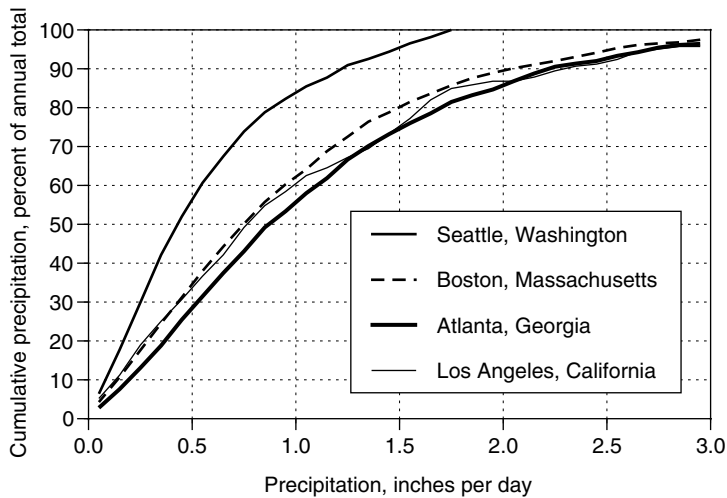 Cumulative precipitation, percent of annual total
100
90
80
70
60
50
40
30
20
10
0
Seattle, Washington
Boston, Massachusetts
Atlanta, Georgia
Los Angeles, California
0.0 0.5 1.0 1.5 2.0 2.5 3.0
Precipitation, inches per day